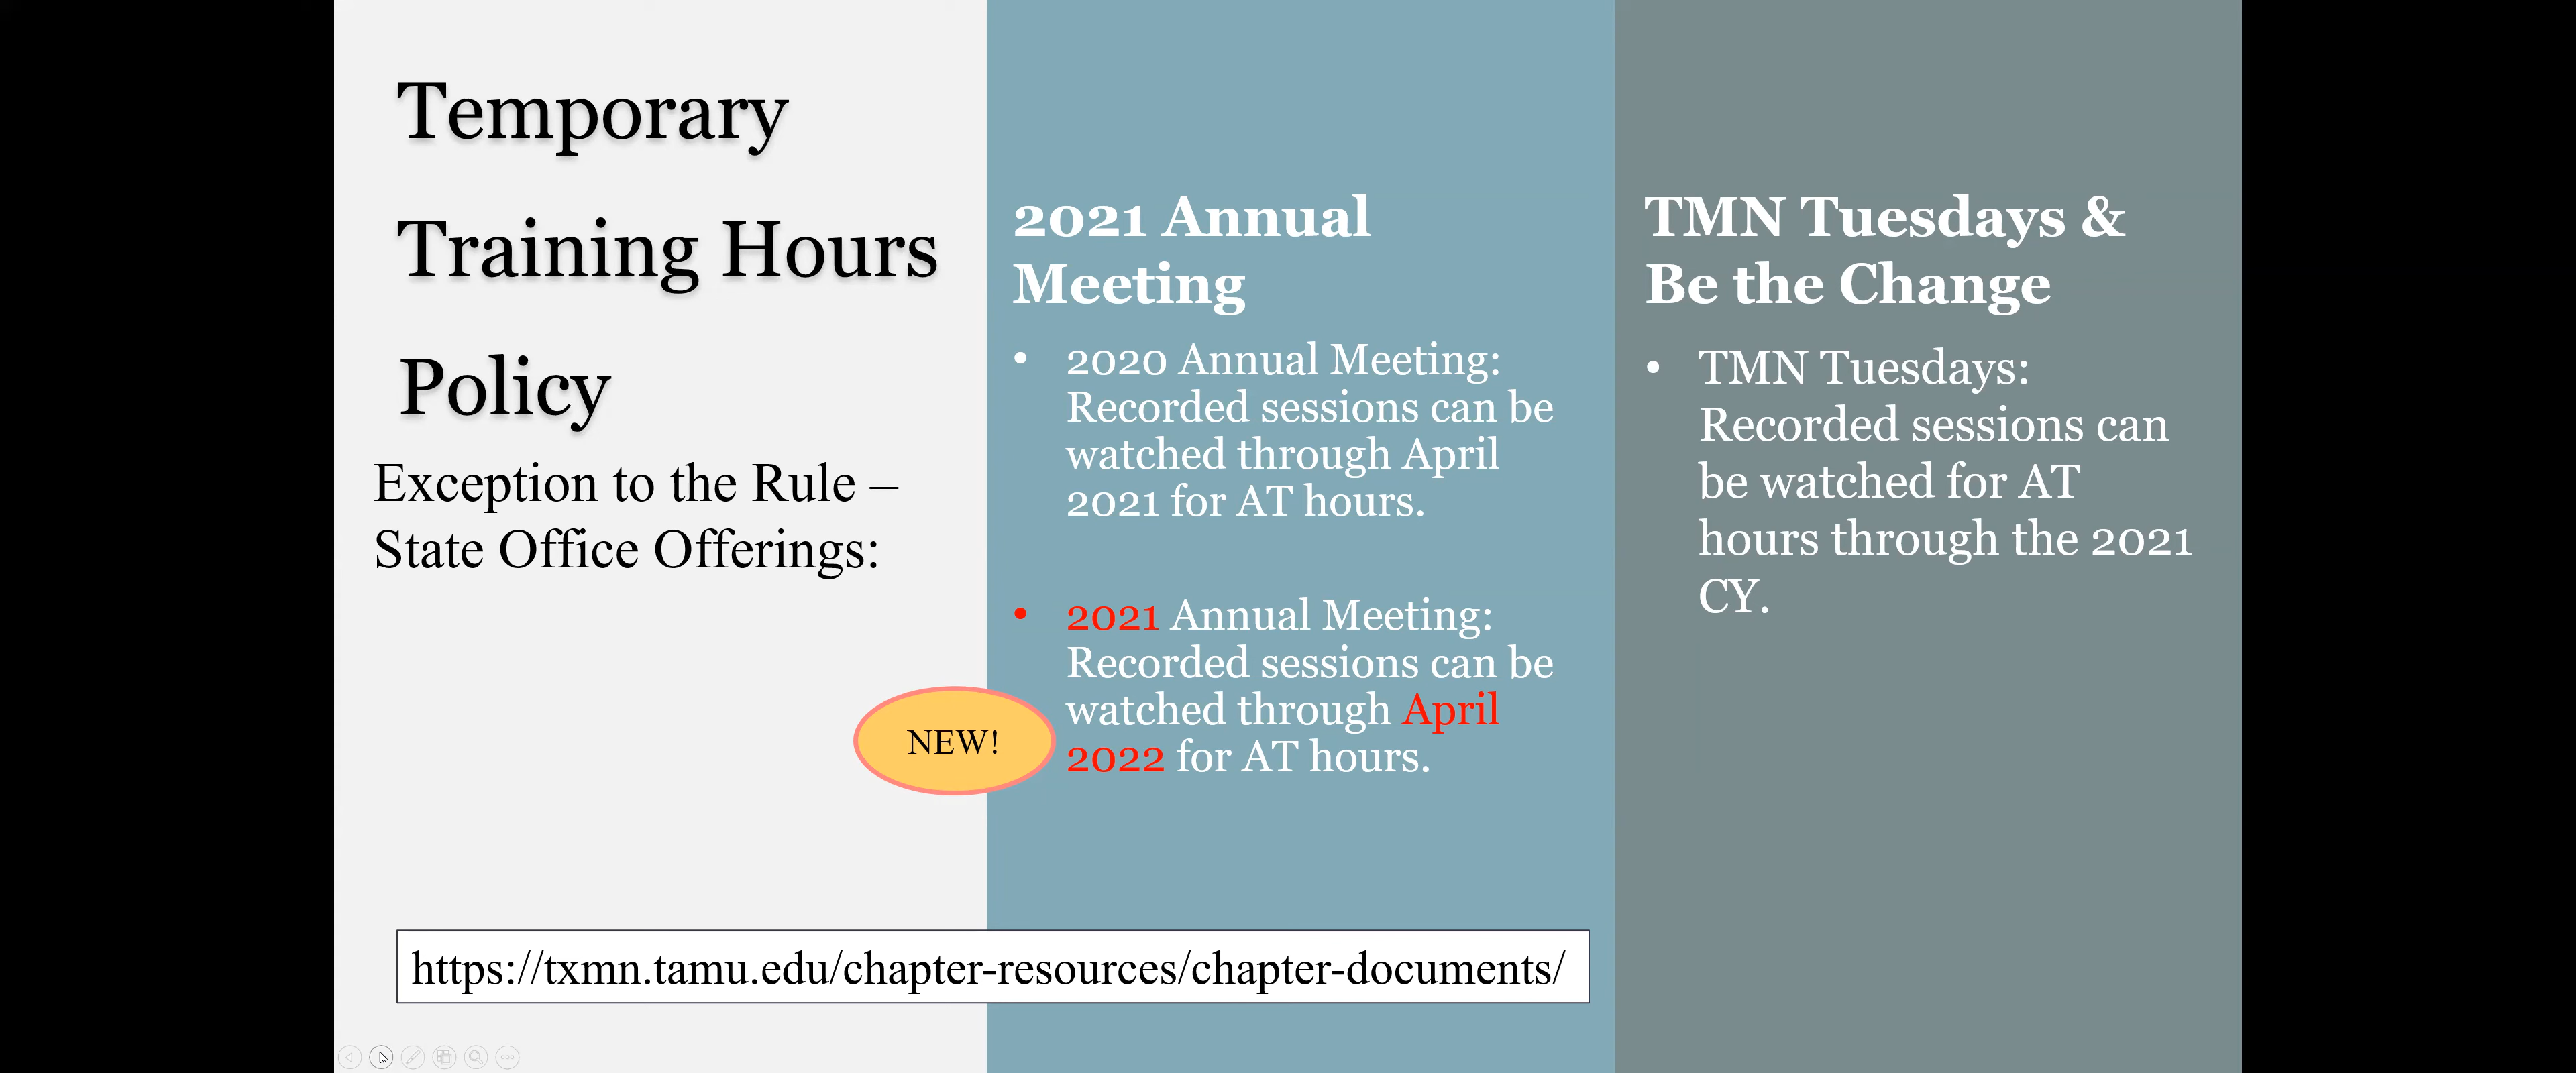 Temporary
Training Hours
Policy
Exception to the Rule –
State Office Offerings:
2021 Annual
Meeting
• 2020 Annual Meeting:
Recorded sessions can be
watched through April
2021 for AT hours.
• 2021 Annual Meeting:
Recorded sessions can be
watched through April
2022 for AT hours.
NEW!
TMN Tuesdays &
Be the Change
• TMN Tuesdays:
Recorded sessions can
be watched for AT
hours through the 2021
CY.
https://txmn.tamu.edu/chapter-resources/chapter-documents/